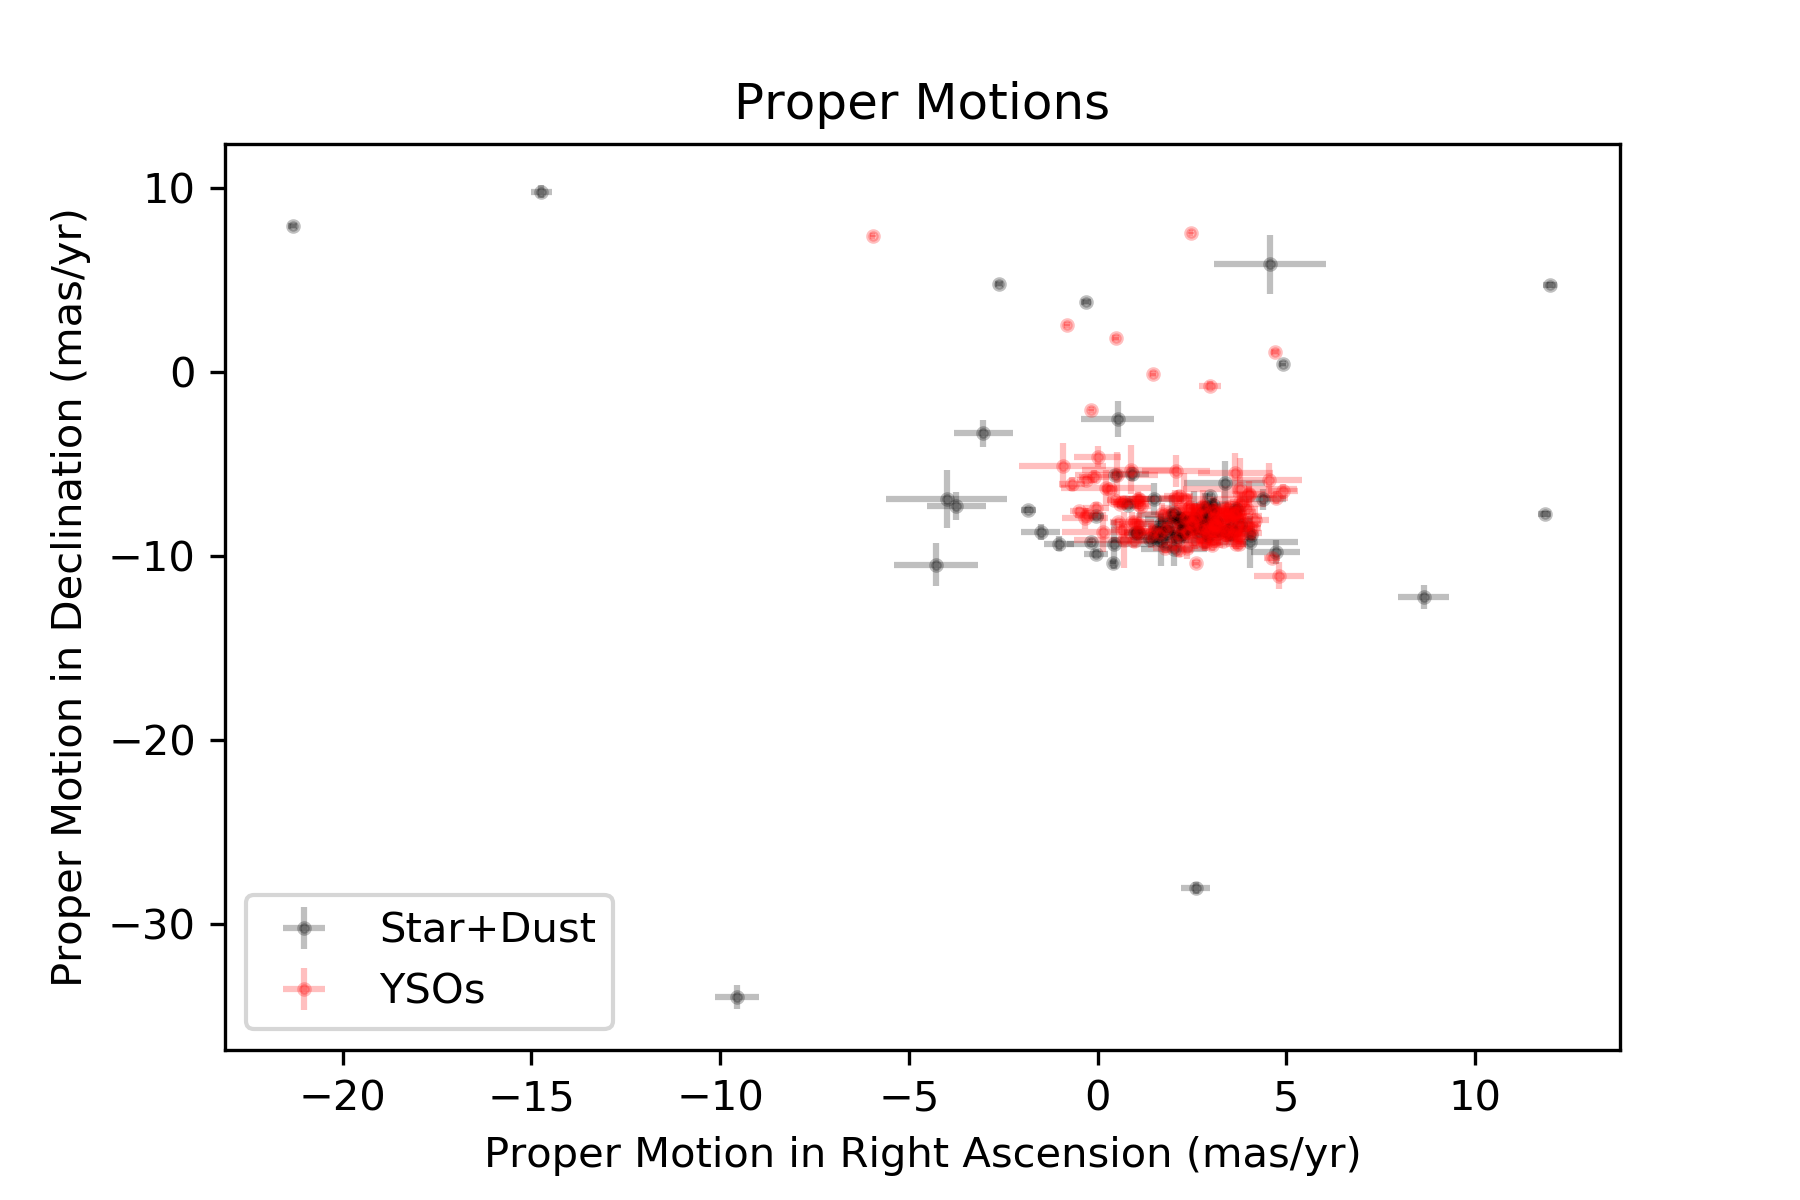 Proper Motions
Proper Motion in Declination (mas/yr)
10
0
−10
−20
−30
Star+Dust
YSOs
−20 −15 −10 −5 0 5 10
Proper Motion in Right Ascension (mas/yr)